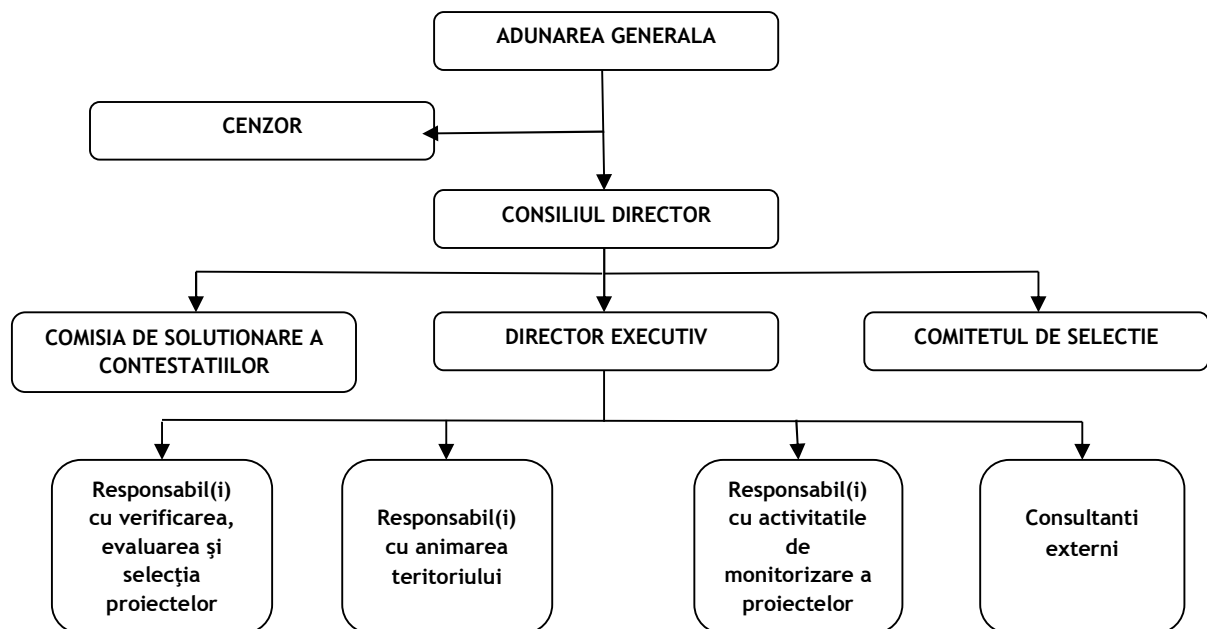 ADUNAREA GENERALA
CENZOR
CONSILIUL DIRECTOR
COMISIA DE SOLUTIONARE A
CONTESTATIILOR
DIRECTOR EXECUTIV
COMITETUL DE SELECTIE
Responsabil(i)
cu verificarea,
evaluarea şi
selecţia
proiectelor
Responsabil(i)
cu animarea
teritoriului
Responsabil(i)
cu activitatile
de
monitorizare a
proiectelor
Consultanti
externi